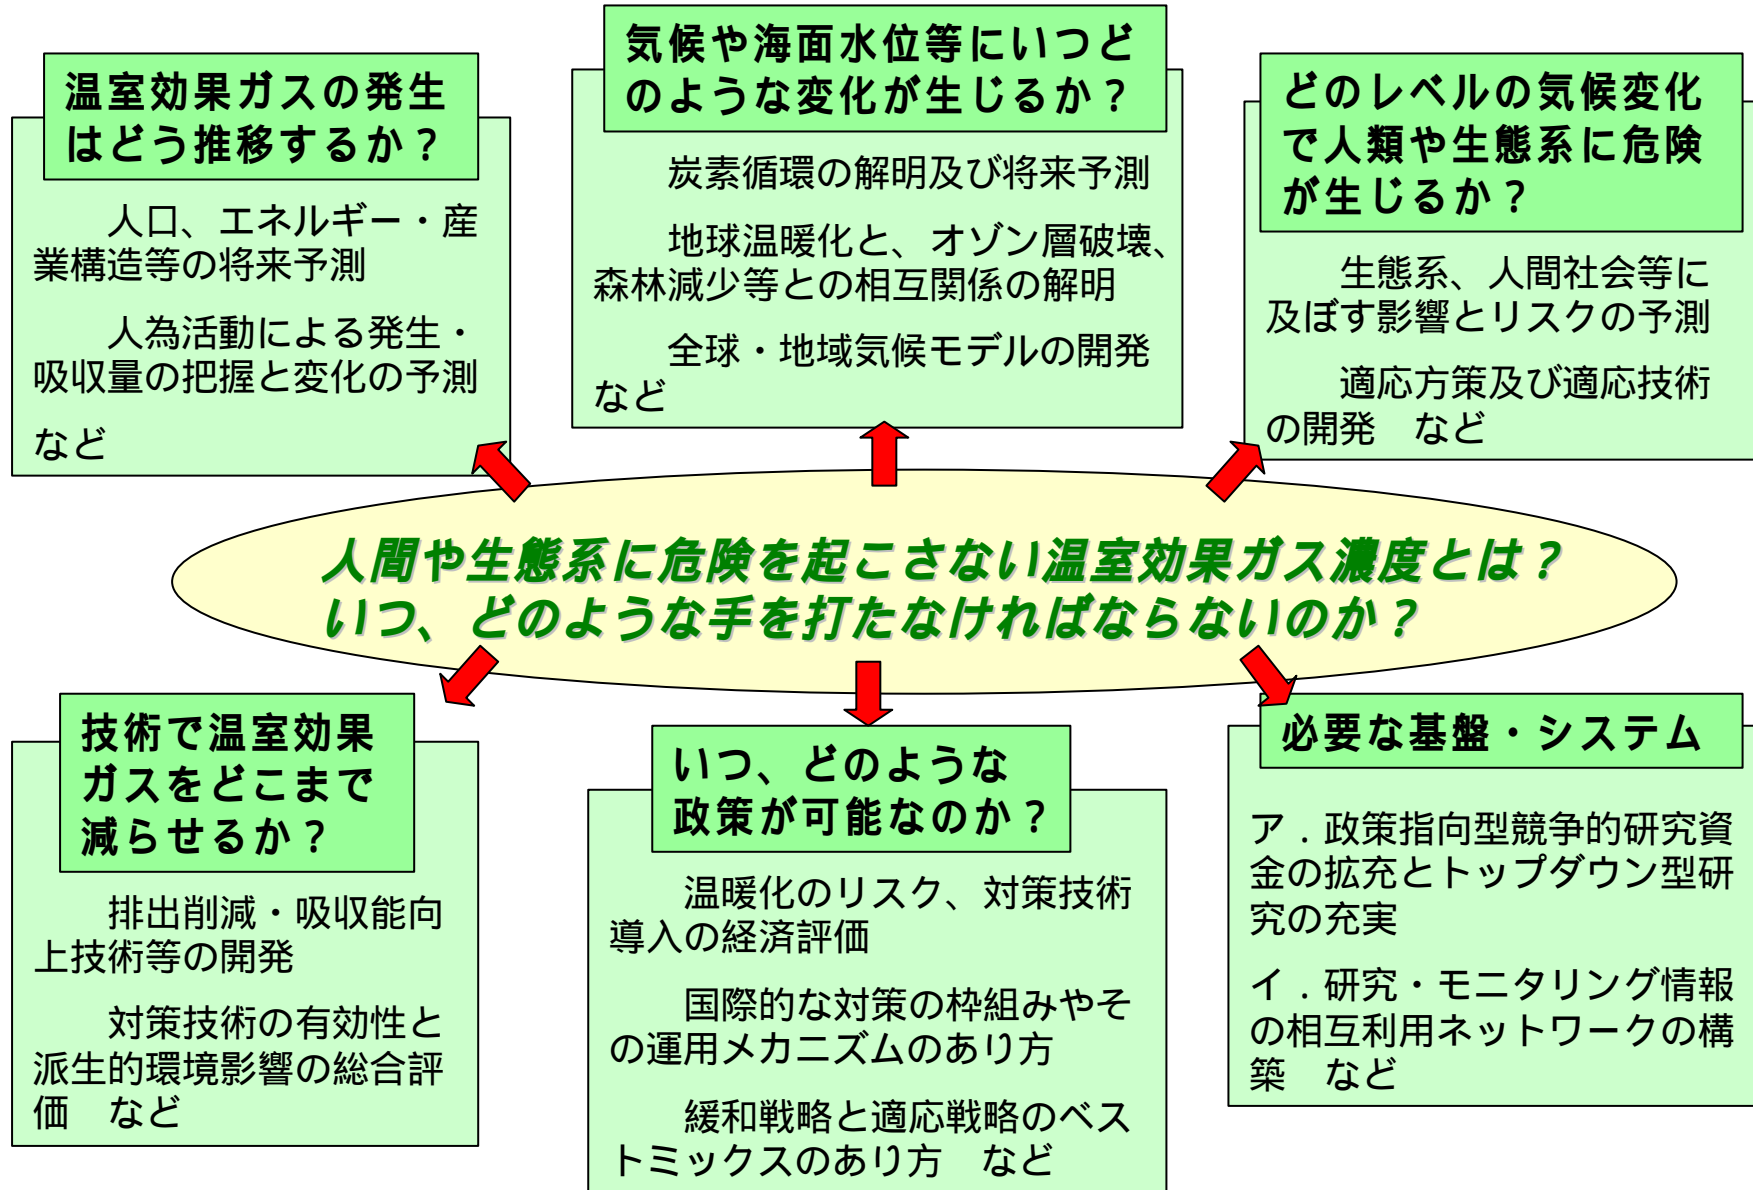 温室効果ガスの発生
はどう推移するか？
人口、エネルギー・産
業構造等の将来予測
人為活動による発生・
吸収量の把握と変化の予測
など
気候や海面水位等にいつど
のような変化が生じるか？
炭素循環の解明及び将来予測
地球温暖化と、オゾン層破壊、
森林減少等との相互関係の解明
全球・地域気候モデルの開発
など
どのレベルの気候変化
で人類や生態系に危険
が生じるか？
生態系、人間社会等に
及ぼす影響とリスクの予測
適応方策及び適応技術
の開発　など
人間や生態系に危険を起こさない温室効果ガス濃度とは？
いつ、どのような手を打たなければならないのか？
技術で温室効果
ガスをどこまで
減らせるか？
排出削減・吸収能向
上技術等の開発
対策技術の有効性と
派生的環境影響の総合評
価　など
いつ、どのような
政策が可能なのか？
温暖化のリスク、対策技術
導入の経済評価
国際的な対策の枠組みやそ
の運用メカニズムのあり方
緩和戦略と適応戦略のベス
トミックスのあり方　など
必要な基盤・システム
ア．政策指向型競争的研究資
金の拡充とトップダウン型研
究の充実
イ．研究・モニタリング情報
の相互利用ネットワークの構
築　など